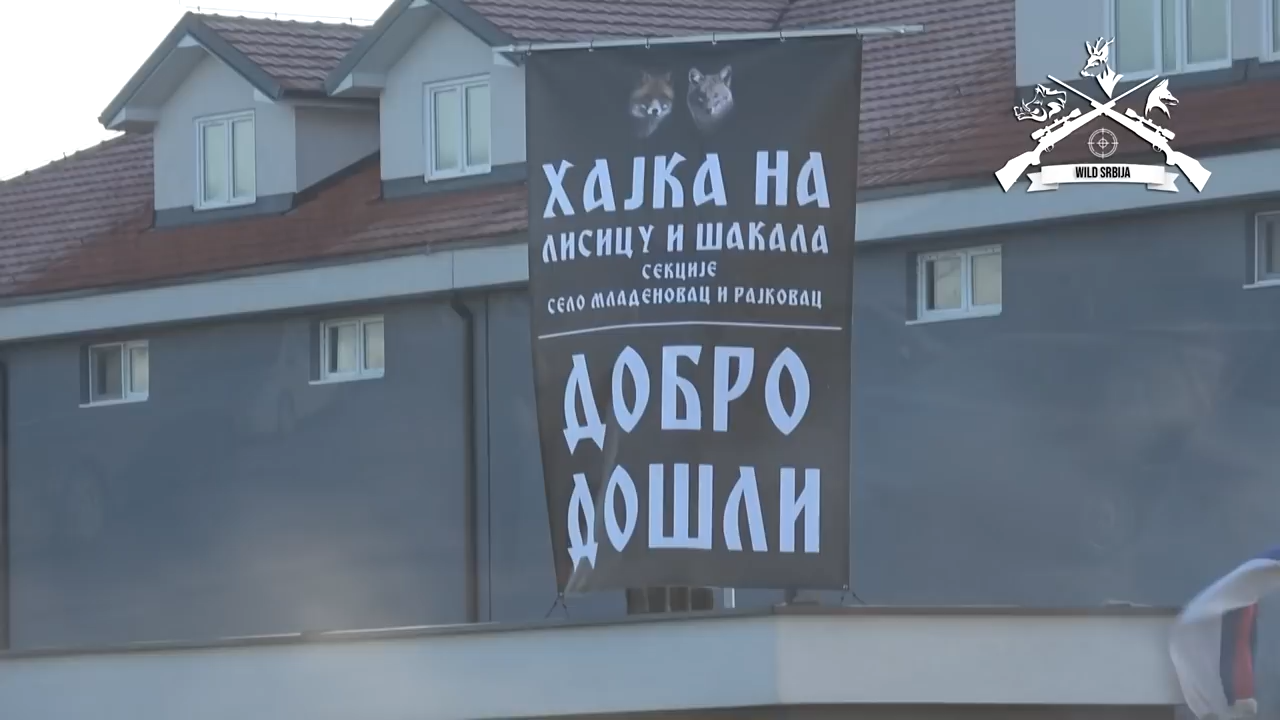 ХАЈКА НА
ЛИСИЦУ И ШАКАЛА
СЕКЦИЈЕ
СЕЛО МЛАДЕНОВАЦ И РАЈКОВАЦ
ДОБРО
ДОШЛИ
WILD SRBIJA